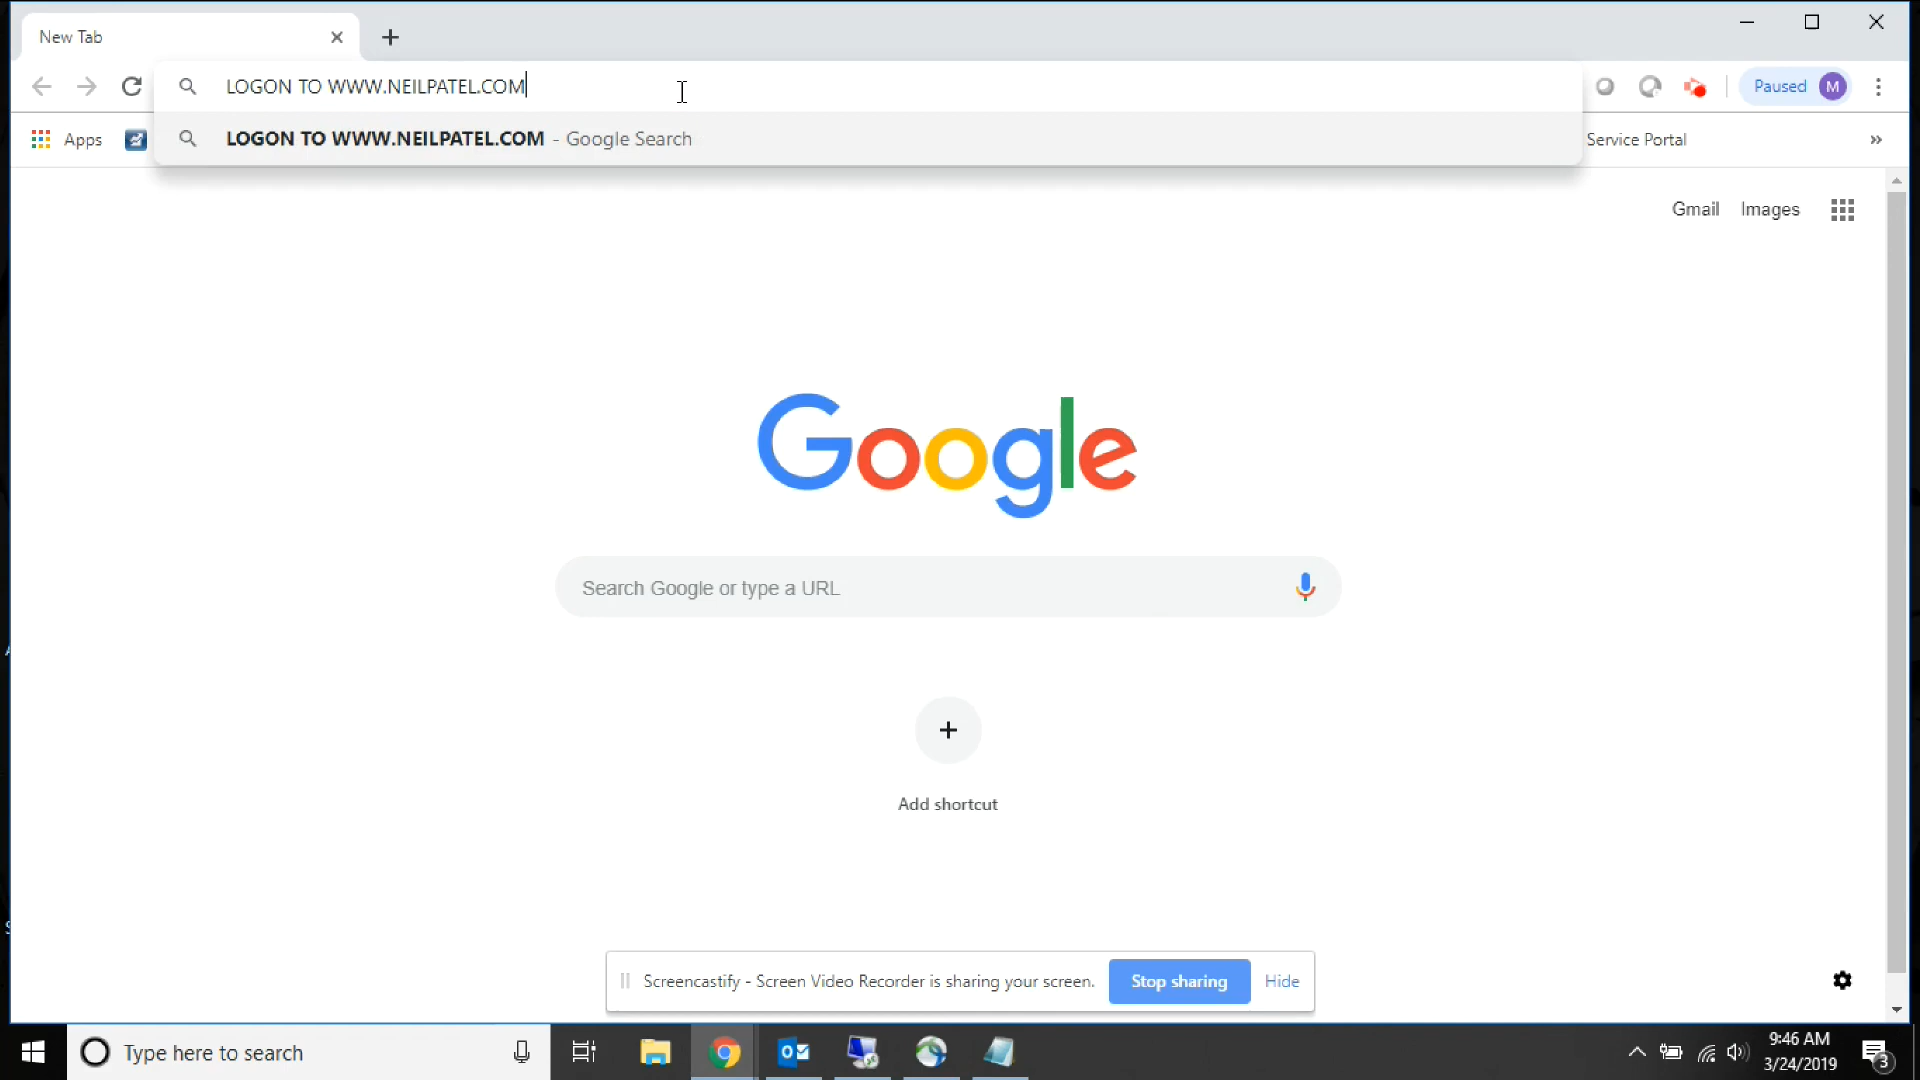 New Tab
LOGON TO WWW.NEILPATEL.COM
Paused M
Apps
LOGON TO WWW.NEILPATEL.COM - Google Search
Service Portal
Gmail Images
Google
Search Google or type a URL
Add shortcut
Screencastify - Screen Video Recorder is sharing your screen. Stop sharing Hide
Type here to search
9:46 AM
3/24/2019
3